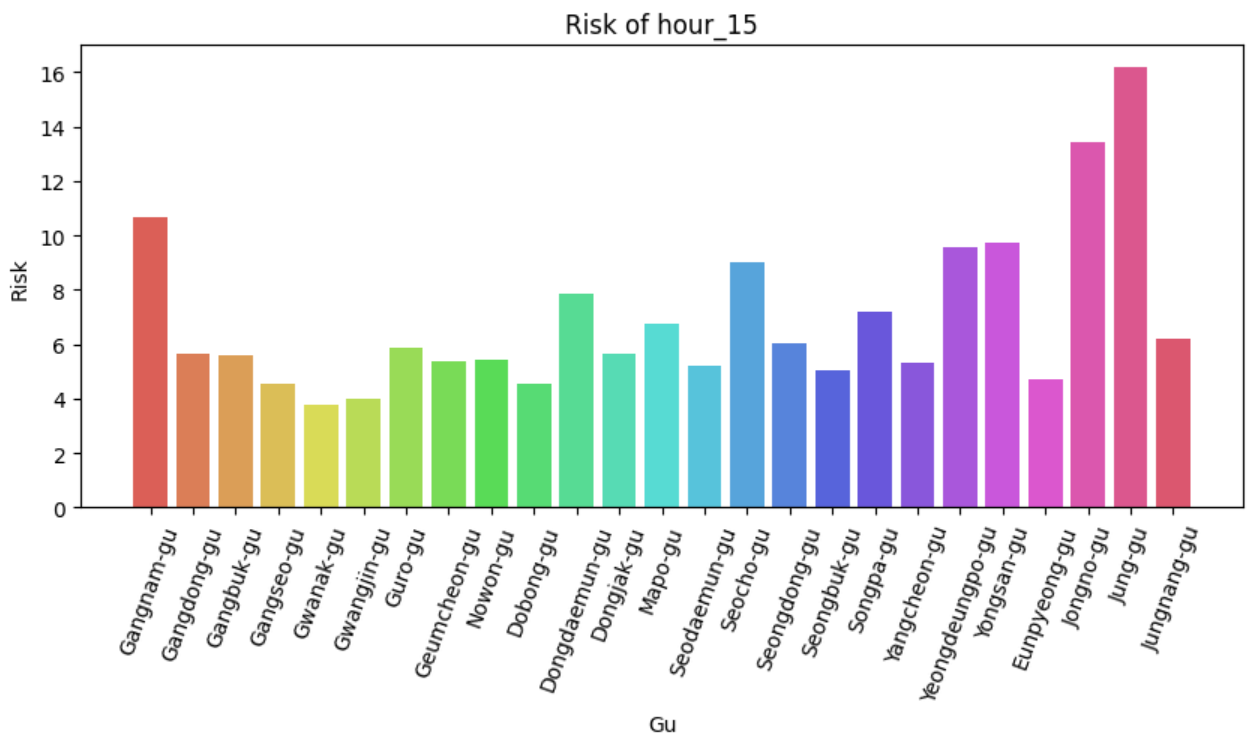 Risk of hour_15
Risk
16
14
12
10
8
6
4
2
0
Gangnam-gu
Gangdong-gu
Gangbuk-gu
Gangseo-gu
Gwanak-gu
Gwangjin-gu
Guro-gu
Geumcheon-gu
Nowon-gu
Dobong-gu
Dongdaemun-gu
Dongjak-gu
Mapo-gu
Seodaemun-gu
Seocho-gu
Seongdong-gu
Seongbuk-gu
Songpa-gu
Yangcheon-gu
Yeongdeungpo-gu
Yongsan-gu
Eunpyeong-gu
Jongno-gu
Jung-gu
Jungnang-gu
Gu